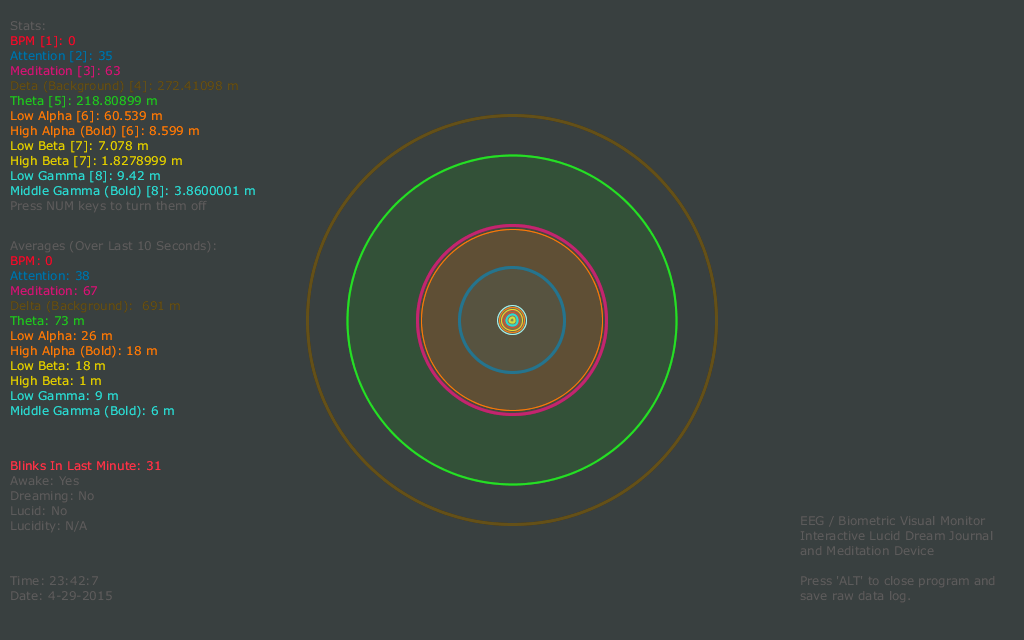 Stats:
BPM [1]: 0
Attention [2]: 35
Meditation [3]: 63
Deta (Background) [4]: 272.41098 m
Theta [5]: 218.80899 m
Low Alpha [6]: 60.539 m
High Alpha (Bold) [6]: 8.599 m
Low Beta [7]: 7.078 m
High Beta [7]: 1.8278999 m
Low Gamma [8]: 9.42 m
Middle Gamma (Bold) [8]: 3.8600001 m
Press NUM keys to turn them off
Averages (Over Last 10 Seconds):
BPM: 0
Attention: 38
Meditation: 67
Delta (Background):  691 m
Theta: 73 m
Low Alpha: 26 m
High Alpha (Bold): 18 m
Low Beta: 18 m
High Beta: 1 m
Low Gamma: 9 m
Middle Gamma (Bold): 6 m
Blinks In Last Minute: 31
Awake: Yes
Dreaming: No
Lucid: No
Lucidity: N/A
Time: 23:42:7
Date: 4-29-2015
EEG / Biometric Visual Monitor
Interactive Lucid Dream Journal
and Meditation Device
Press 'ALT' to close program and
save raw data log.